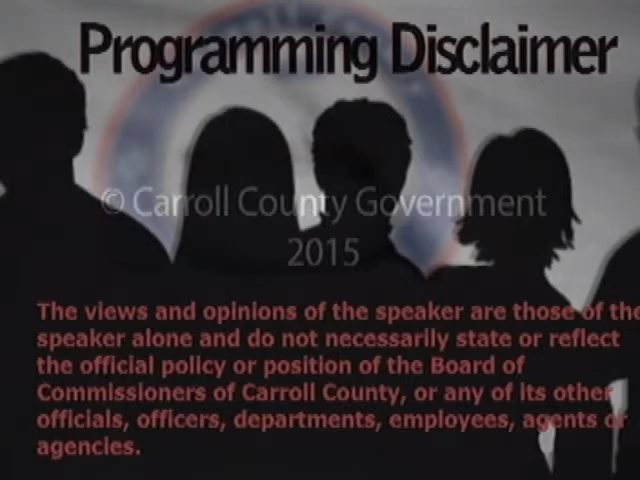 Programming Disclaimer
© Carroll County Government
2015
The views and opinions of the speaker are those of the
speaker alone and do not necessarily state or reflect
the official policy or position of the Board of
Commissioners of Carroll County, or any of its other
officials, officers, departments, employees, agents or
agencies.